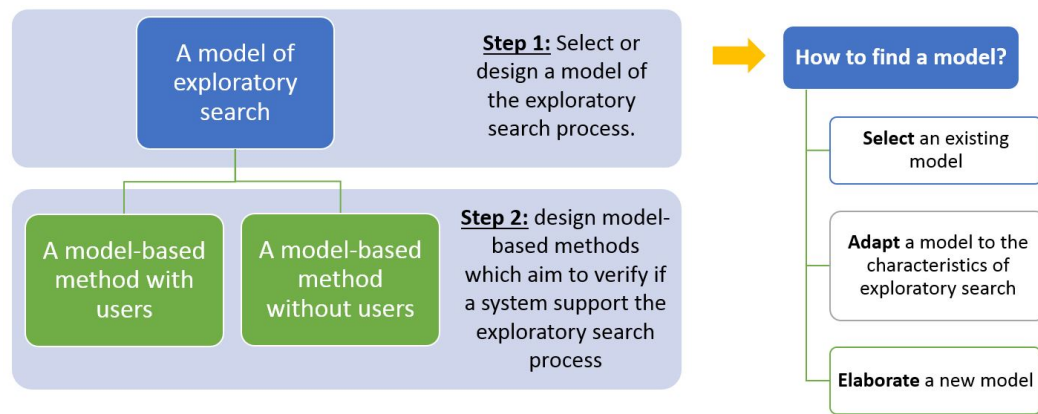 A model of
exploratory
search
Step 1: Select or
design a model of
the exploratory
search process.
A model-based
method with
users
A model-based
method
without users
Step 2: design model-
based methods
which aim to verify if
a system support the
exploratory search
process
How to find a model?
Select an existing
model
Adapt a model to the
characteristics of
exploratory search
Elaborate a new model